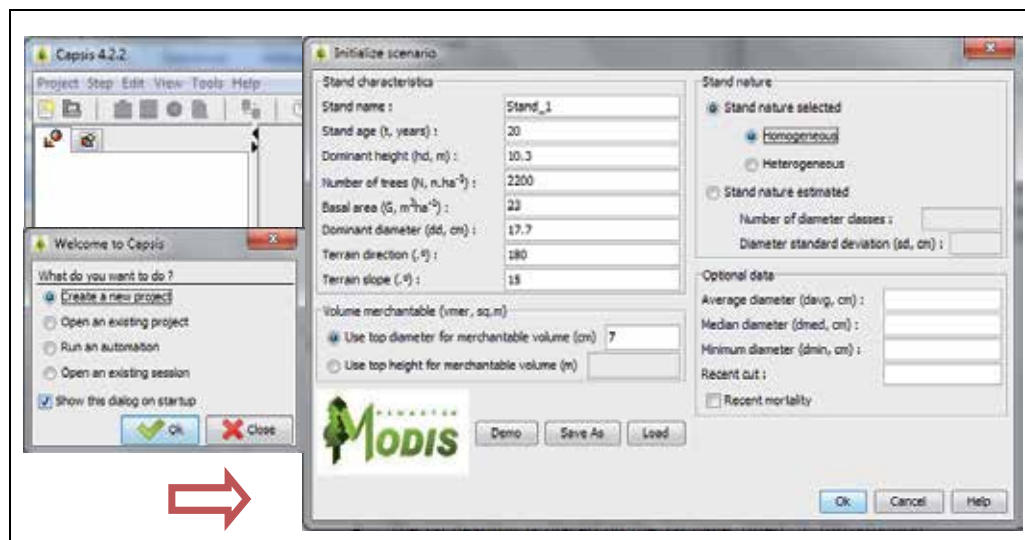 Capsis 4.2.2
Project Step Edit View Tools Help
Welcome to Capsis
What do you want to do ?
Create a new project
Open an existing project
Run an automation
Open an existing session
Show this dialog on startup
Ok
Close
Initialize scenario
Stand characteristics
Stand name : Stand_1
Stand age (t, years) : 20
Dominant height (hd, m) : 10.3
Number of trees (N, n.ha⁻¹) : 2200
Basal area (G, m²ha⁻¹) : 23
Dominant diameter (dd, cm) : 17.7
Terrain direction (.º) : 180
Terrain slope (.º) : 15
Volume merchantable (vmer, sq.m)
Use top diameter for merchantable volume (cm) 7
Use top height for merchantable volume (m)
MODIS
Demo Save As Load
Stand nature
Stand nature selected
Homogeneous
Heterogeneous
Stand nature estimated
Number of diameter classes :
Diameter standard deviation (sd, cm) :
Optional data
Average diameter (davg, cm) :
Median diameter (dmed, cm) :
Minimum diameter (dmin, cm) :
Recent cut :
Recent mortality
Ok Cancel Help